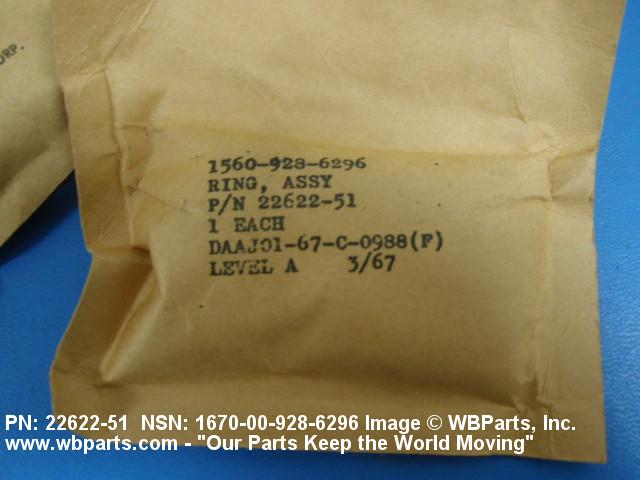 ORP.
1560-928-6296
RING, ASSY
P/N 22622-51
1 EACH
DAAJ01-67-C-0988(F)
LEVEL A 3/67
PN: 22622-51 NSN: 1670-00-928-6296 Image © WBParts, Inc.
www.wbparts.com - "Our Parts Keep the World Moving"